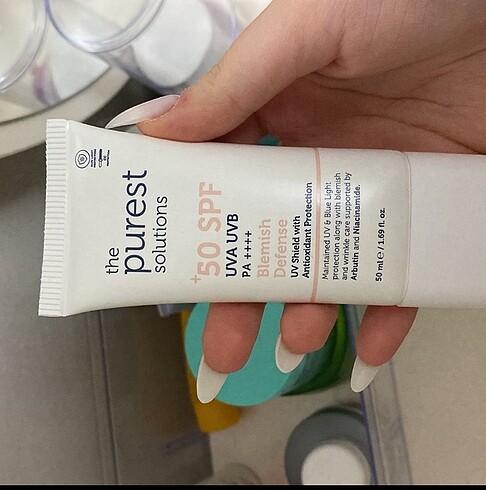 the
purest
solutions
+50 SPF
UVA UVB
PA ++++
Blemish
Defense
UV Shield with
Antioxidant Protection
Maintained UV & Blue Light
protection along with blemish
and wrinkle care supported by
Arbutin and Niacinamide.
50 ml ℮ / 1.69 fl. oz.